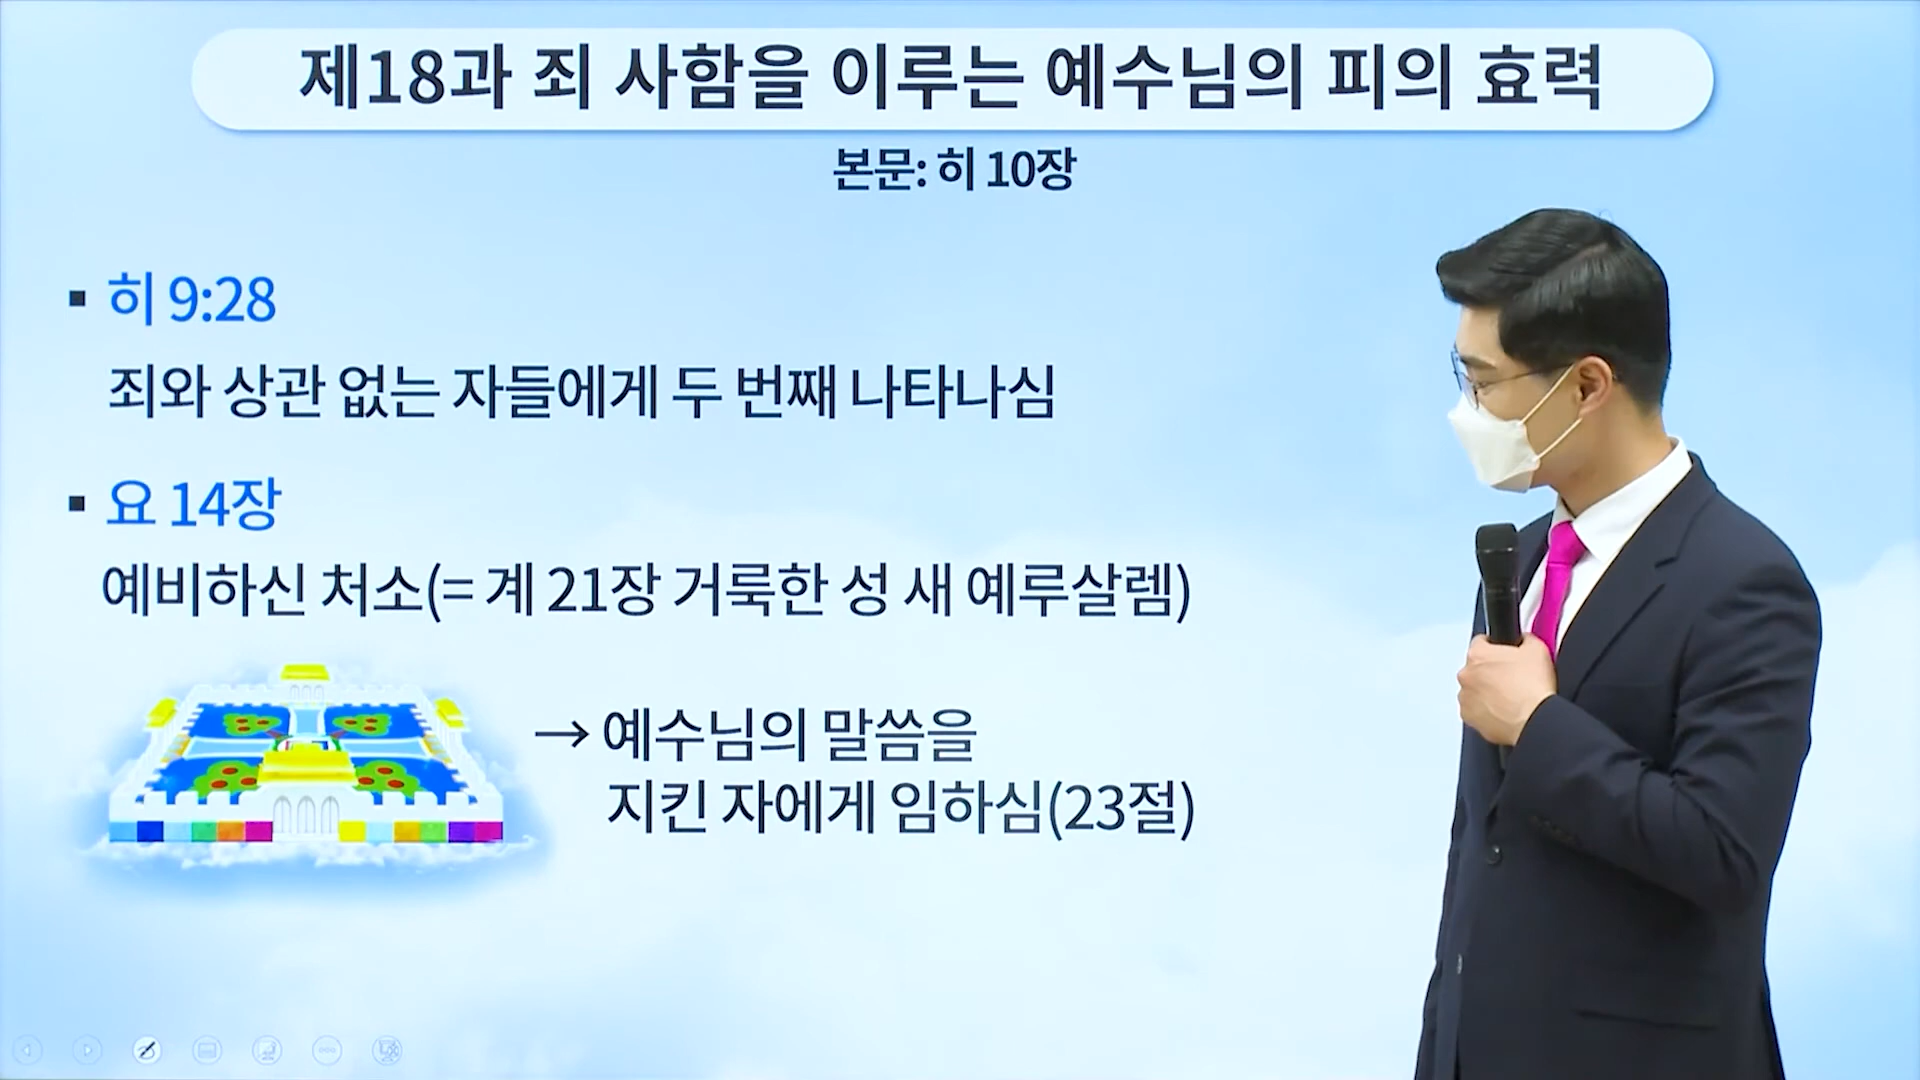 제18과 죄 사함을 이루는 예수님의 피의 효력
본문: 히 10장
▪ 히 9:28
죄와 상관 없는 자들에게 두 번째 나타나심
▪ 요 14장
예비하신 처소(= 계 21장 거룩한 성 새 예루살렘)
→ 예수님의 말씀을
지킨 자에게 임하심(23절)